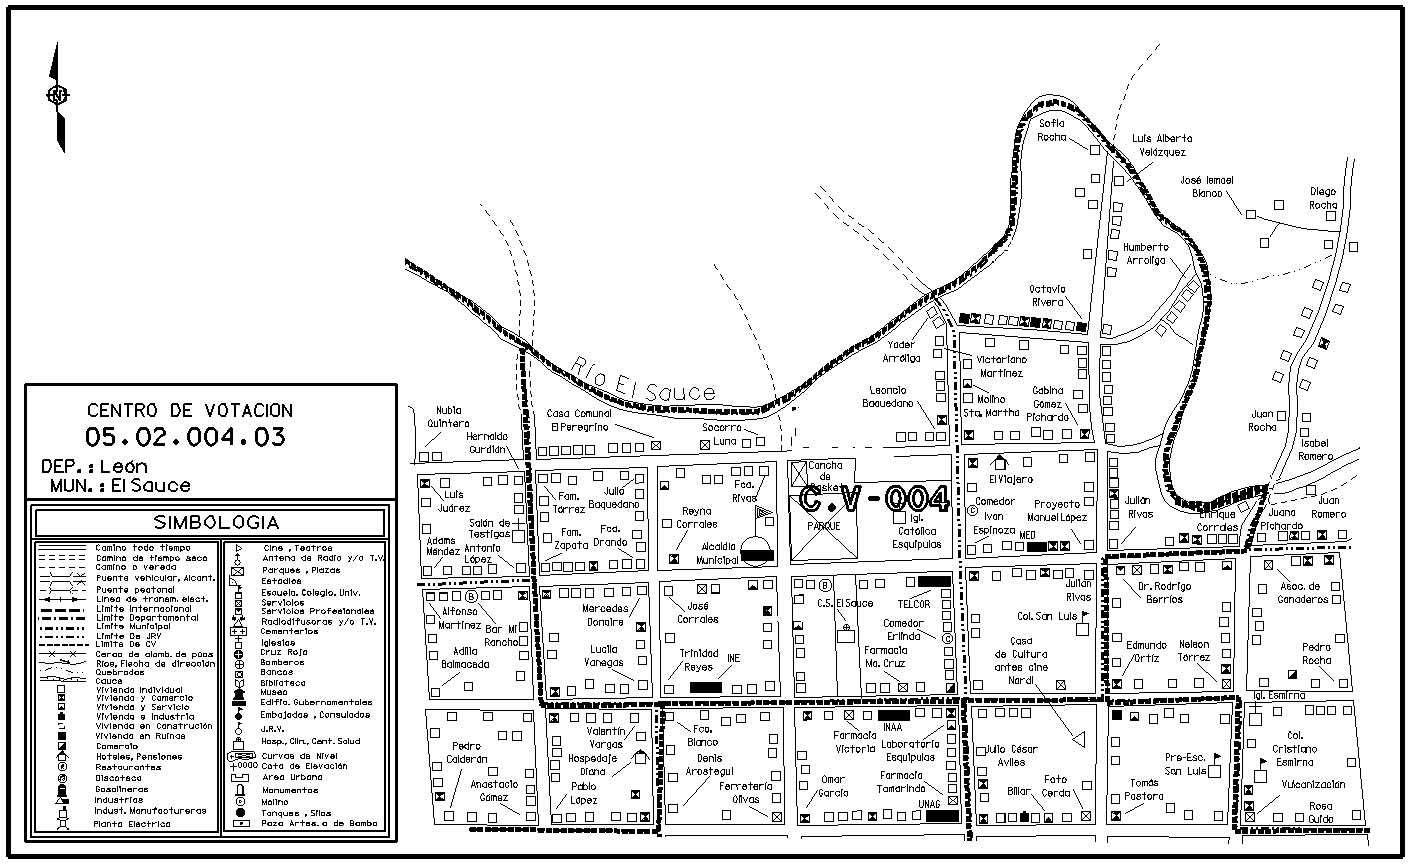 N
Sofia
Rocha
Luis Alberto
Velázquez
José Ismael
Blanco
Diego
Rocha
Humberto
Arroliga
Octavio
Rivera
Yader
Arróliga
Victoriano
Martínez
Leoncio
Baquedano
Molino
Sta. Martha
Gabina
Gómez
Pichardo
Río El Sauce
Juan
Rocha
Isabel
Romero
Nubia
Quintero
Hernaldo
Gurdián
Casa Comunal
El Peregrino
Socorro
Luna
CENTRO DE VOTACION
05.02.004.03
DEP.: León
MUN.: El Sauce
Luis
Juárez
Fam.
Tórrez
Julio
Baquedano
Fca.
Rivas
Cancha
de
Basket
C.V-004
PARQUE
El Viajero
Comedor
Ivan
Espinoza
Proyecto
Manuel López
MED
Julián
Rivas
Enrique
Corrales
Juana
Pichardo
Juan
Romero
Salón de
Testigos
Adams
Méndez
Antonio
López
Fam.
Zapata
Fcd.
Orando
Reyna
Corrales
Alcaldía
Municipal
Igl.
Católica
Esquipulas
SIMBOLOGIA
Camino todo tiempo
Camino de tiempo seco
Camino o vereda
Puente vehicular, Alcant.
Puente peatonal
Linea de transm. elect.
Limite Internacional
Limite Departamental
Limite Municipal
Limite De JRV
Limite De CV
Cerca de alamb. de púas
Ríos, Flecha de dirección
Quebradas
Cauce
Vivienda Individual
Vivienda y Comercio
Vivienda y Servicio
Vivienda e Industria
Vivienda en Construcción
Vivienda en Ruinas
Comercio
Hoteles, Pensiones
Restaurantes
Discoteca
Gasolineras
Industrias
Indust. Manufactureras
Planta Electrica
Cine, Teatros
Antena de Radio y/o T.V.
Parques, Plazas
Estadios
Escuela. Colegio. Univ.
Servicios
Servicios Profesionales
Radiodifusoras y/o T.V.
Cementerios
Iglesias
Cruz Roja
Bomberos
Bancos
Biblioteca
Museo
Edific. Gubernamentales
Embajadas, Consulados
J.R.V.
Hosp., Clin., Cent. Salud
Curvas de Nivel
Cota de Elevación
Area Urbana
Monumentos
Molino
Tanques, Silos
Pozo Artes. o de Bomba
Alfonso
Martínez
B
Bar Mi
Rancho
Adilia
Balmaceda
Mercedes
Donaire
Lucila
Vanegas
José
Corrales
Trinidad
Reyes
INE
B
C.S. El Sauce
TELCOR
Comedor
Erlinda
C
Farmacia
Ma. Cruz
Julian
Rivas
Col. San Luis
Casa
de Cultura
antes cine
Nardi
Dr. Rodrigo
Berrios
Edmundo
Ortíz
Nelson
Tórrez
Asoc. de
Ganaderos
Pedro
Rocha
Igl. Esmirna
Pedro
Calderón
Anastacio
Gómez
Valentín
Vargas
Hospedaje
Diana
Pablo
López
Fco.
Blanco
Denis
Arostegui
Ferretería
Olivas
INAA
Farmacia
Victoria
Laboratorio
Esquipulas
Omar
García
Farmacia
Tamarindo
UNAG
Julio César
Aviles
Billar
Foto
Cerda
Pre-Esc.
San Luis
Tomás
Pastora
Col.
Cristiano
Esmirna
Vulcanización
Rosa
Guido